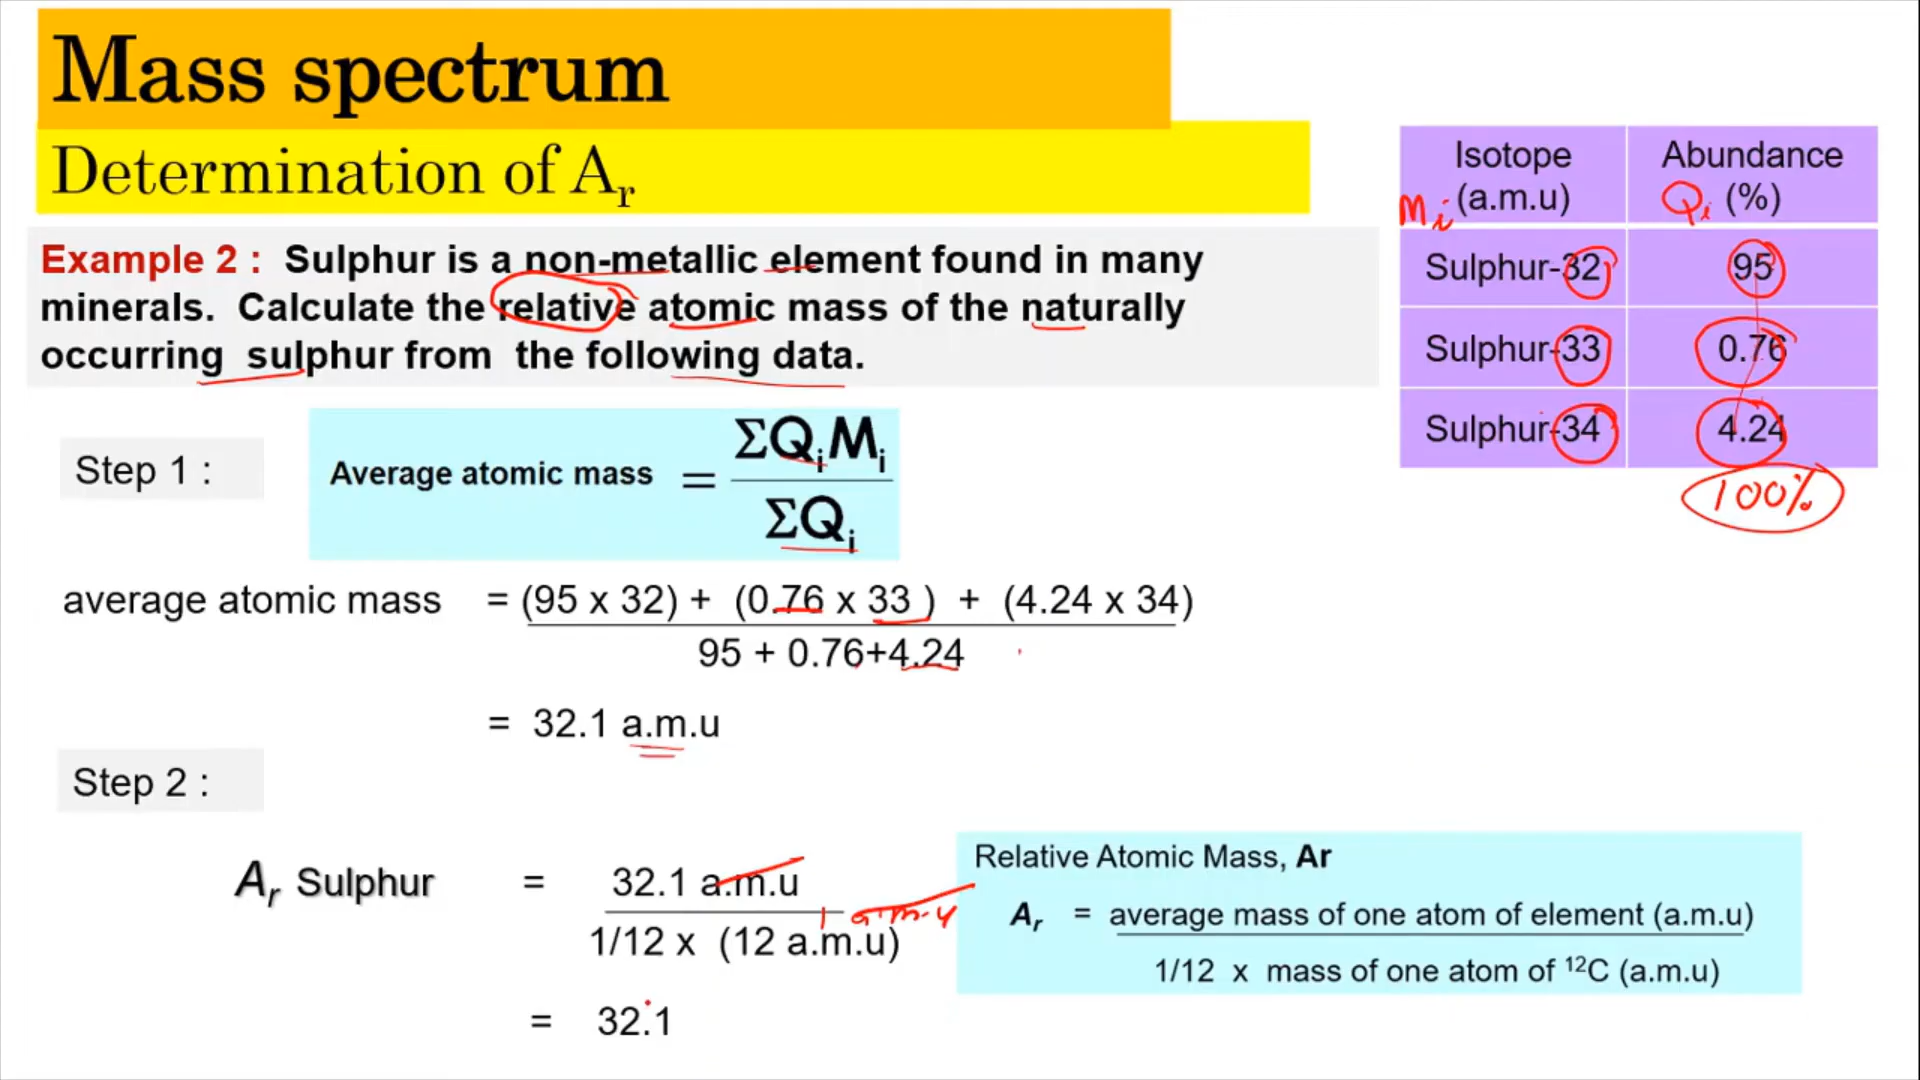 Mass spectrum
Determination of Aᵣ
Example 2 : Sulphur is a non-metallic element found in many
minerals. Calculate the relative atomic mass of the naturally
occurring sulphur from the following data.
Isotope
(a.m.u)
Mi
Abundance
(%)
Qi
Sulphur-32 95
Sulphur-33 0.76
Sulphur-34 4.24
100%
Step 1 :
Average atomic mass = ΣQᵢMᵢ
ΣQᵢ
average atomic mass = (95 x 32) + (0.76 x 33 ) + (4.24 x 34)
95 + 0.76+4.24
= 32.1 a.m.u
Step 2 :
Aᵣ Sulphur = 32.1 a.m.u
1 a.m.u
1/12 x (12 a.m.u)
= 32.1
Relative Atomic Mass, Ar
Aᵣ = average mass of one atom of element (a.m.u)
1/12 x mass of one atom of ¹²C (a.m.u)